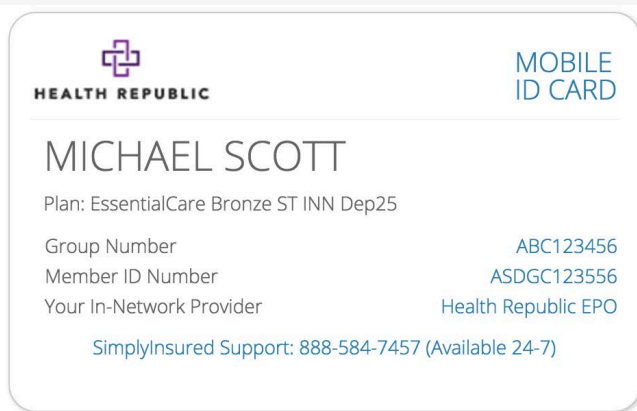 HEALTH REPUBLIC
MOBILE
ID CARD
MICHAEL SCOTT
Plan: EssentialCare Bronze ST INN Dep25
Group Number ABC123456
Member ID Number ASDGC123556
Your In-Network Provider Health Republic EPO
SimplyInsured Support: 888-584-7457 (Available 24-7)